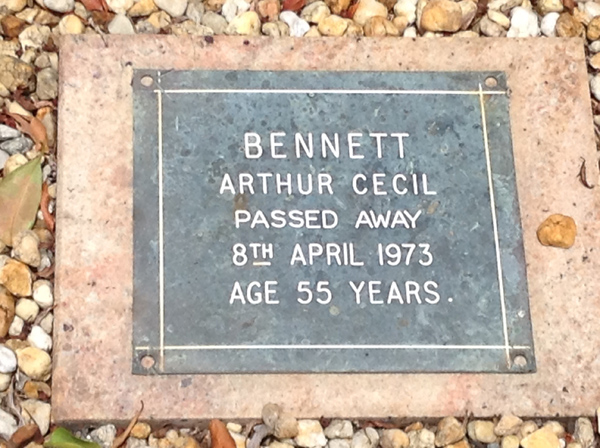 BENNETT
ARTHUR CECIL
PASSED AWAY
8TH APRIL 1973
AGE 55 YEARS.